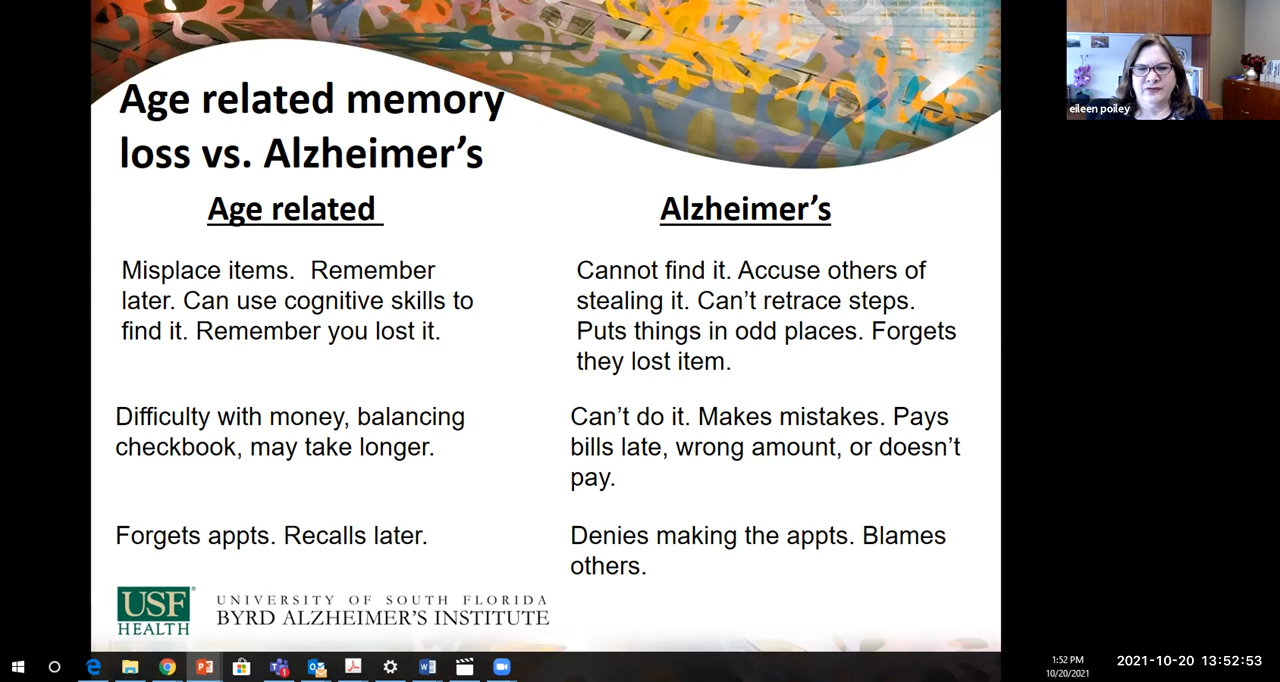 Age related memory
loss vs. Alzheimer's
Age related
Alzheimer's
Misplace items.  Remember
later. Can use cognitive skills to
find it. Remember you lost it.
Cannot find it. Accuse others of
stealing it. Can't retrace steps.
Puts things in odd places. Forgets
they lost item.
Difficulty with money, balancing
checkbook, may take longer.
Can't do it. Makes mistakes. Pays
bills late, wrong amount, or doesn't
pay.
Forgets appts. Recalls later.
Denies making the appts. Blames
others.
USF
HEALTH
UNIVERSITY OF SOUTH FLORIDA
BYRD ALZHEIMER'S INSTITUTE
eileen poiley
1:52 PM
10/20/2021
2021-10-20 13:52:53